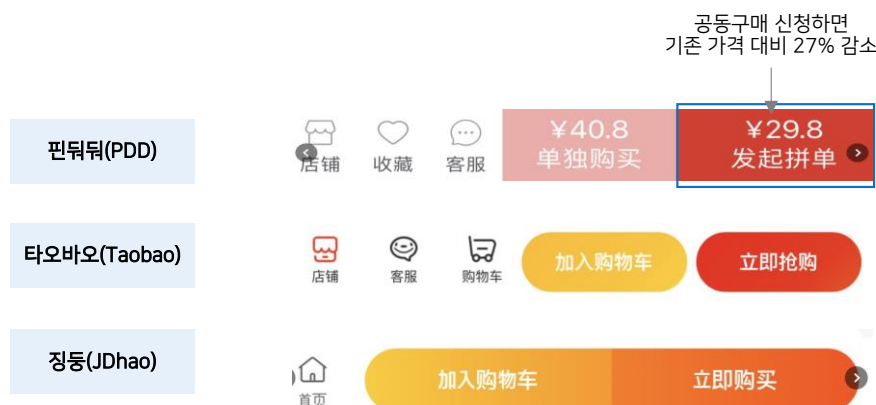 공동구매 신청하면
기존 가격 대비 27% 감소
핀둬둬(PDD)
店铺
收藏
客服
￥40.8
单独购买
￥29.8
发起拼单
타오바오(Taobao)
店铺
客服
购物车
加入购物车
立即抢购
징둥(JDhao)
首页
加入购物车
立即购买